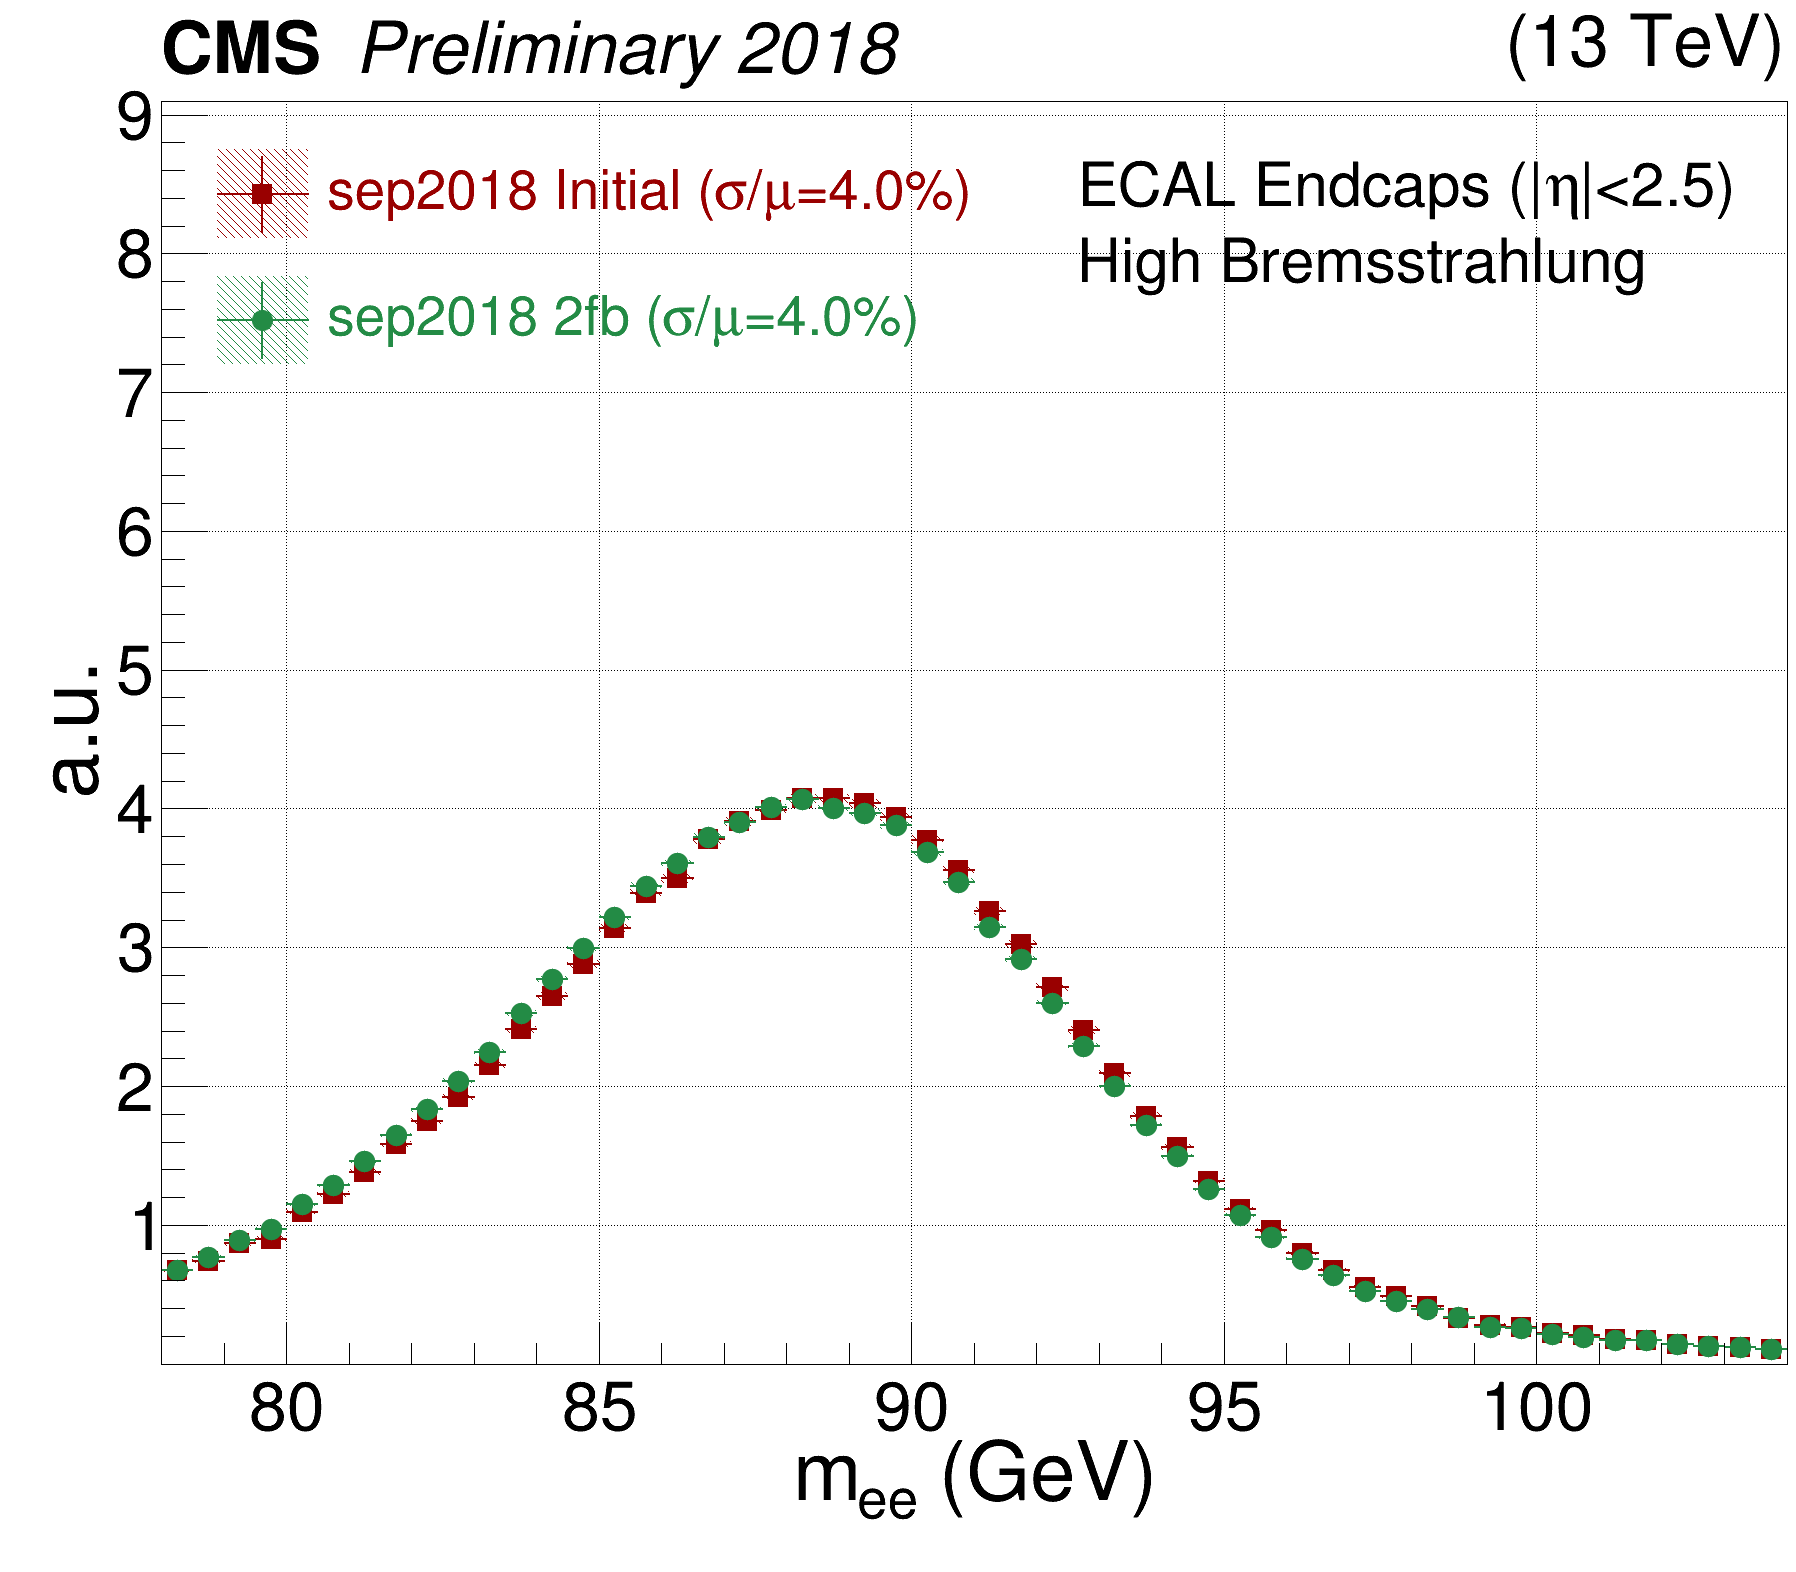 CMS Preliminary 2018 (13 TeV)
9
8
7
6
5
4
3
2
1
a.u.
sep2018 Initial (σ/μ=4.0%)
sep2018 2fb (σ/μ=4.0%)
ECAL Endcaps (|η|<2.5)
High Bremsstrahlung
80 85 90 95 100
mee (GeV)